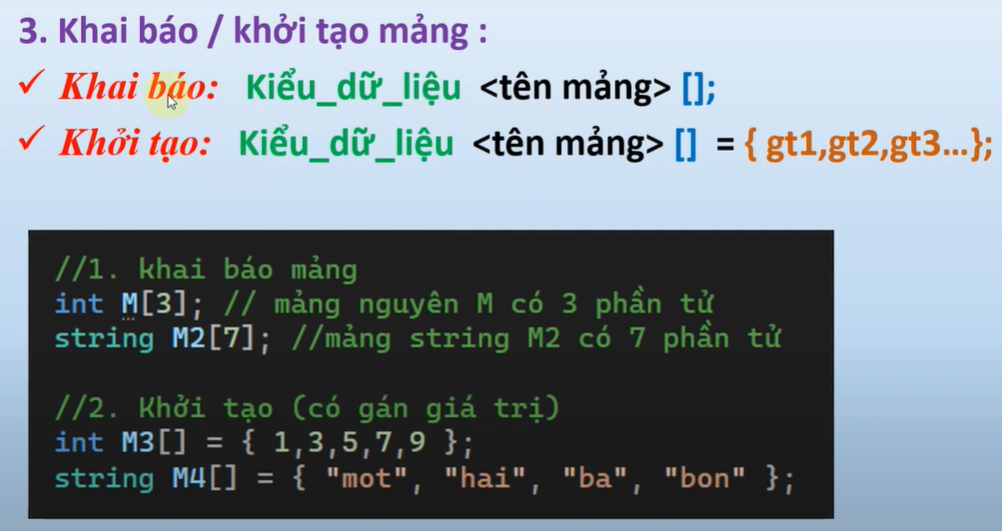 3. Khai báo / khởi tạo mảng :
✓ Khai báo: Kiểu_dữ_liệu <tên mảng> [];
✓ Khởi tạo: Kiểu_dữ_liệu <tên mảng> [] = { gt1,gt2,gt3...};
//1. khai báo mảng
int M[3]; // mảng nguyên M có 3 phần tử
string M2[7]; //mảng string M2 có 7 phần tử
//2. Khởi tạo (có gán giá trị)
int M3[] = { 1,3,5,7,9 };
string M4[] = { "mot", "hai", "ba", "bon" };